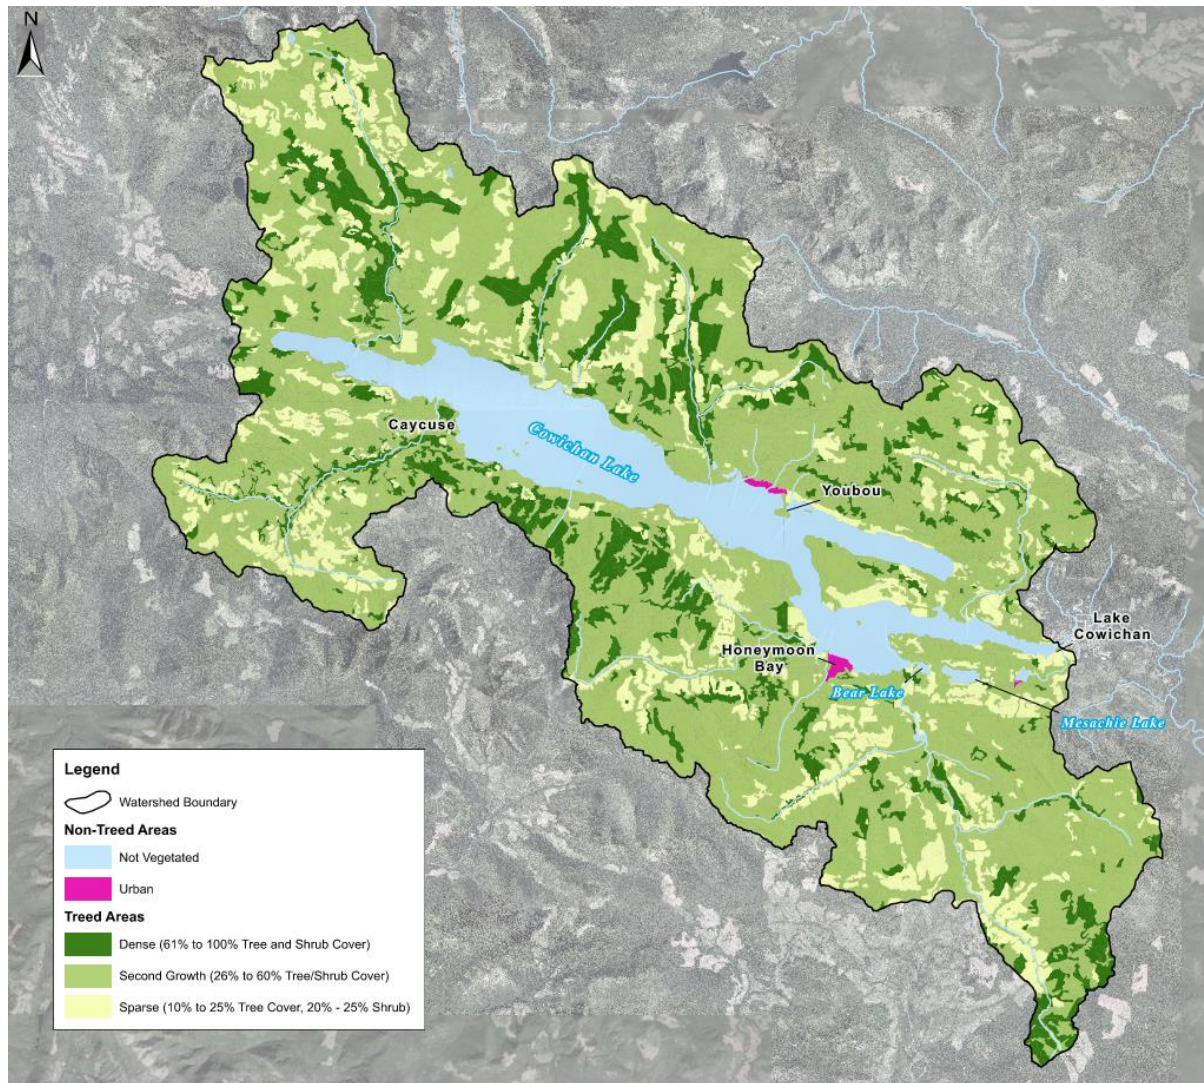 N
Caycuse
Cowichan Lake
Youbou
Lake
Cowichan
Honeymoon
Bay
Bear Lake
Mesachie Lake
Legend
Watershed Boundary
Non-Treed Areas
Not Vegetated
Urban
Treed Areas
Dense (61% to 100% Tree and Shrub Cover)
Second Growth (26% to 60% Tree/Shrub Cover)
Sparse (10% to 25% Tree Cover, 20% - 25% Shrub)